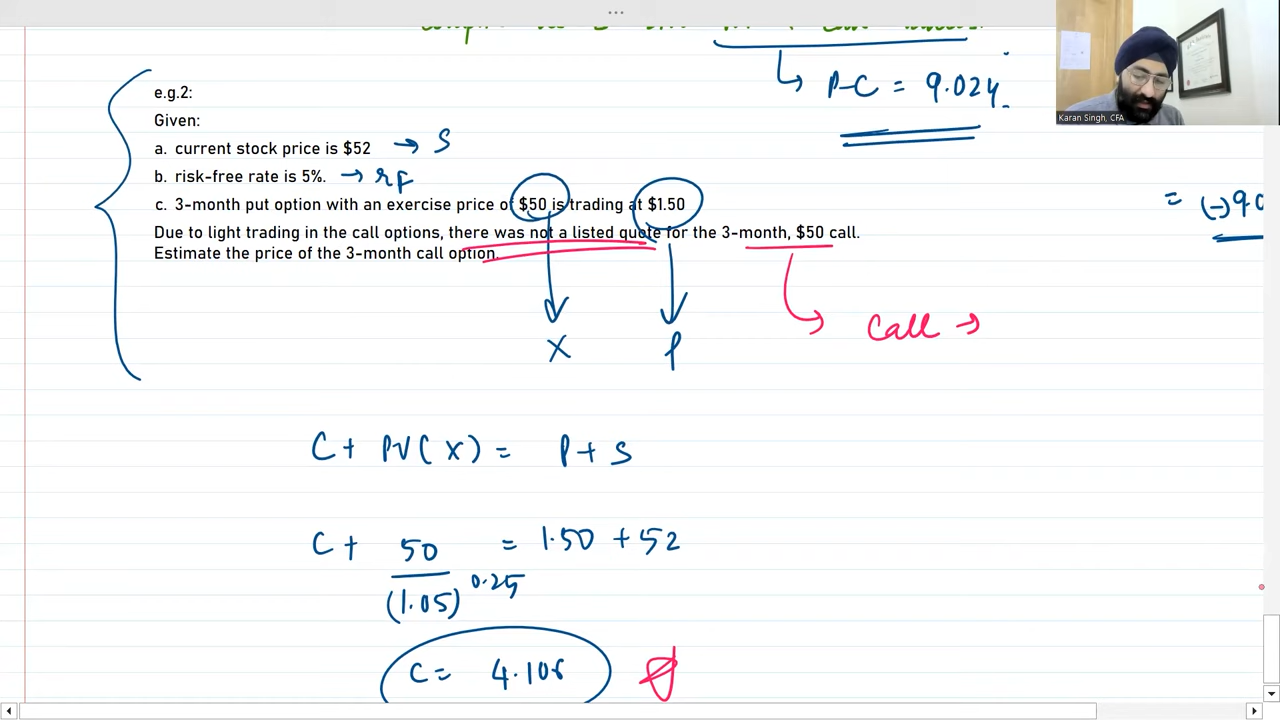 P-C = 9.024
Karan Singh, CFA
e.g.2:
Given:
a. current stock price is $52 → S
b. risk-free rate is 5%. → rF
c. 3-month put option with an exercise price of $50 is trading at $1.50
= (-)90
Due to light trading in the call options, there was not a listed quote for the 3-month, $50 call.
Estimate the price of the 3-month call option.
Call →
X P
C + PV(X) = P + S
C + 50 = 1.50 + 52
(1.05) 0.25
C = 4.106